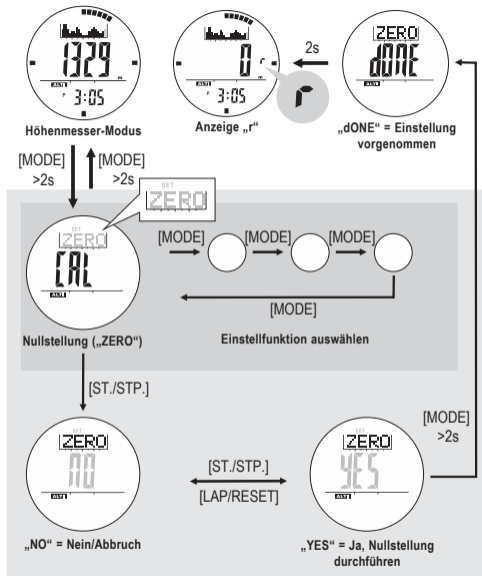 1329
m
ALTI
P 3:05
Höhenmesser-Modus
0 r
m
ALTI
P 3:05
r
Anzeige „r“
2s
ZERO
dONE
ALTI
„dONE“ = Einstellung
vorgenommen
[MODE]
>2s
[MODE]
>2s
SET
ZERO
SET
ZERO
CAL
ALTI
Nullstellung („ZERO“)
[MODE]
[MODE]
[MODE]
[MODE]
Einstellfunktion auswählen
[ST./STP.]
SET
ZERO
NO
ALTI
„NO“ = Nein/Abbruch
[ST./STP.]
[LAP/RESET]
SET
ZERO
YES
ALTI
„YES“ = Ja, Nullstellung
durchführen
[MODE]
>2s